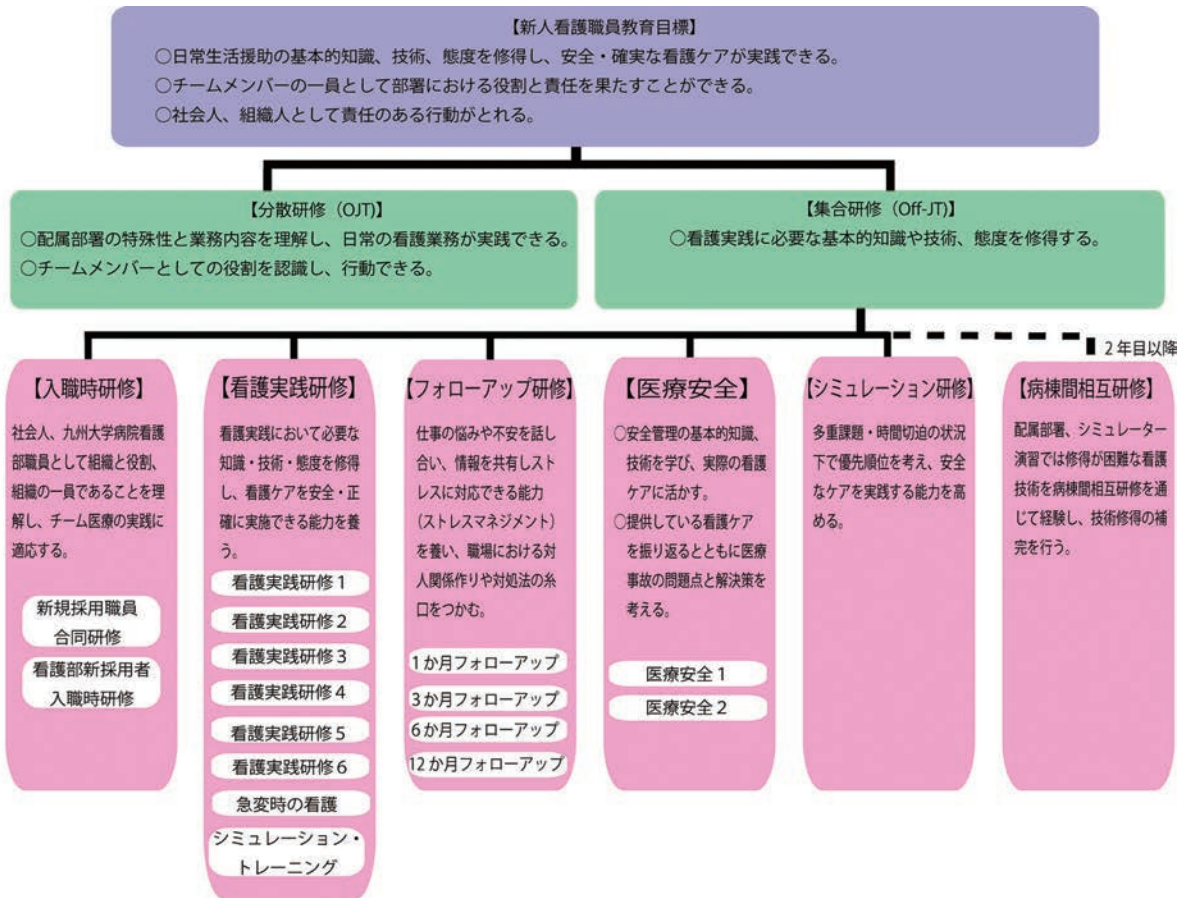 【新人看護職員教育目標】
○日常生活援助の基本的知識、技術、態度を修得し、安全・確実な看護ケアが実践できる。
○チームメンバーの一員として部署における役割と責任を果たすことができる。
○社会人、組織人として責任のある行動がとれる。
【分散研修（OJT)】
○配属部署の特殊性と業務内容を理解し、日常の看護業務が実践できる。
○チームメンバーとしての役割を認識し、行動できる。
【集合研修（Off-JT)】
○看護実践に必要な基本的知識や技術、態度を修得する。
2年目以降
【入職時研修】
社会人、九州大学病院看護
部職員として組織と役割、
組織の一員であることを理
解し、チーム医療の実践に
適応する。
新規採用職員
合同研修
看護部新採用者
入職時研修
【看護実践研修】
看護実践において必要な
知識・技術・態度を修得
し、看護ケアを安全・正
確に実施できる能力を養
う。
看護実践研修1
看護実践研修2
看護実践研修3
看護実践研修4
看護実践研修5
看護実践研修6
急変時の看護
シミュレーション・
トレーニング
【フォローアップ研修】
仕事の悩みや不安を話し
合い、情報を共有しスト
レスに対応できる能力
（ストレスマネジメント）
を養い、職場における対
人関係作りや対処法の糸
口をつかむ。
1か月フォローアップ
3か月フォローアップ
6か月フォローアップ
12か月フォローアップ
【医療安全】
○安全管理の基本的知識、
技術を学び、実際の看護
ケアに活かす。
○提供している看護ケア
を振り返るとともに医療
事故の問題点と解決策を
考える。
医療安全1
医療安全2
【シミュレーション研修】
多重課題・時間切迫の状況
下で優先順位を考え、安全
なケアを実践する能力を高
める。
【病棟間相互研修】
配属部署、シミュレーター
演習では修得が困難な看護
技術を病棟間相互研修を通
じて経験し、技術修得の補
完を行う。